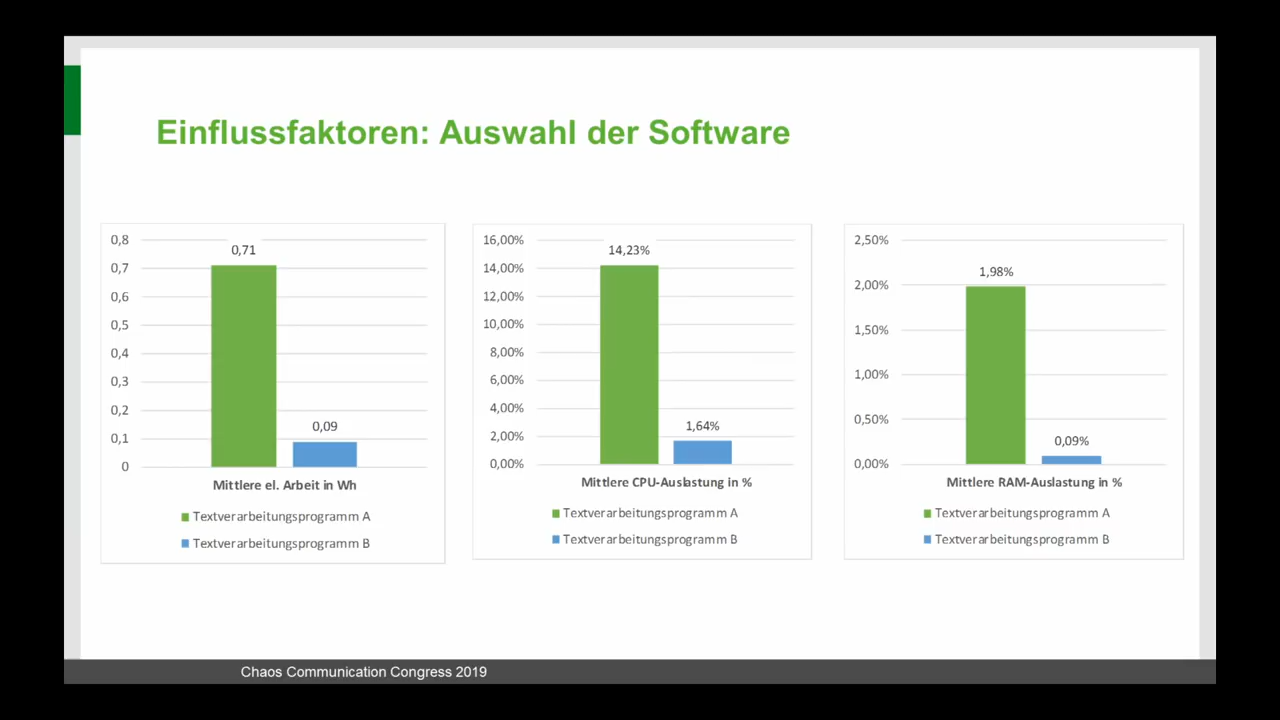 Einflussfaktoren: Auswahl der Software
0,8
0,7
0,6
0,5
0,4
0,3
0,2
0,1
0
0,71
0,09
Mittlere el. Arbeit in Wh
Textverarbeitungsprogramm A
Textverarbeitungsprogramm B
16,00%
14,00%
12,00%
10,00%
8,00%
6,00%
4,00%
2,00%
0,00%
14,23%
1,64%
Mittlere CPU-Auslastung in %
Textverarbeitungsprogramm A
Textverarbeitungsprogramm B
2,50%
2,00%
1,50%
1,00%
0,50%
0,00%
1,98%
0,09%
Mittlere RAM-Auslastung in %
Textverarbeitungsprogramm A
Textverarbeitungsprogramm B
Chaos Communication Congress 2019